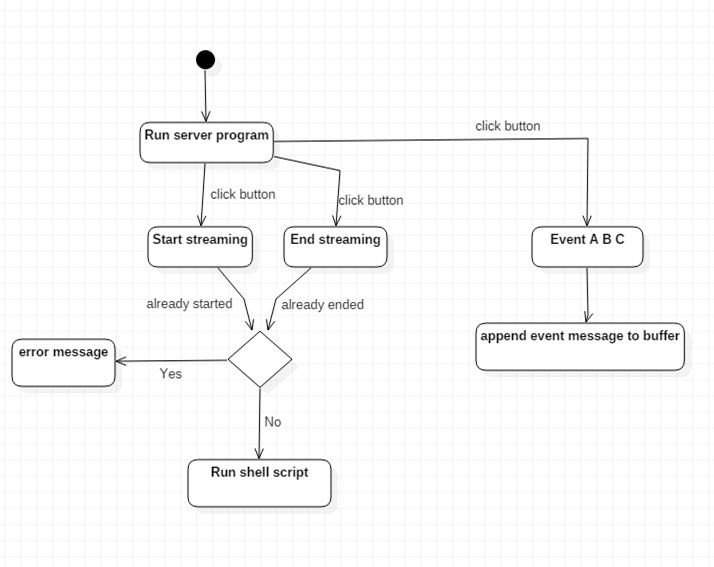 Run server program
click button
click button
click button
Start streaming
End streaming
Event A B C
already started
already ended
append event message to buffer
error message
Yes
No
Run shell script